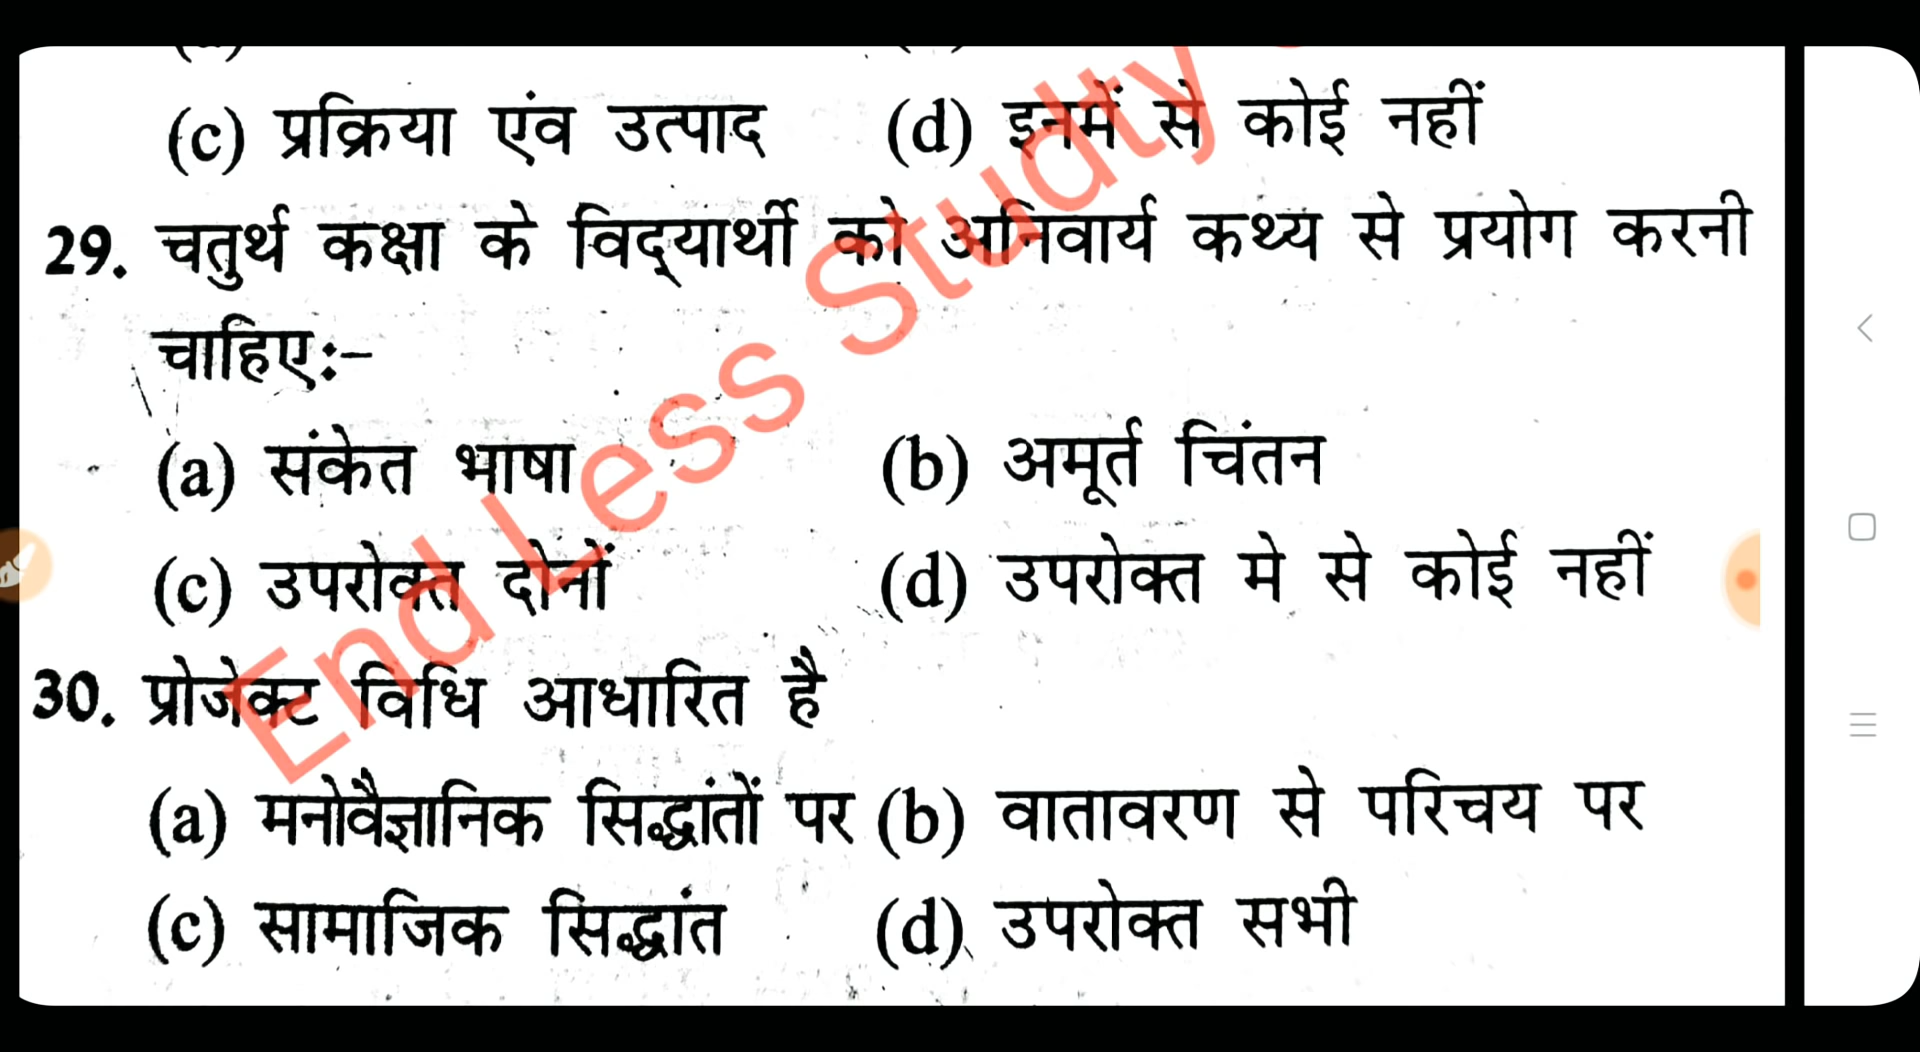 (c) प्रक्रिया एंव उत्पाद (d) इनमें से कोई नहीं
29. चतुर्थ कक्षा के विद्यार्थी को अनिवार्य कथ्य से प्रयोग करनी
चाहिए:-
(a) संकेत भाषा (b) अमूर्त चिंतन
(c) उपरोक्त दोनों (d) उपरोक्त मे से कोई नहीं
30. प्रोजेक्ट विधि आधारित है
(a) मनोवैज्ञानिक सिद्धांतों पर (b) वातावरण से परिचय पर
(c) सामाजिक सिद्धांत (d) उपरोक्त सभी
End Less Studty